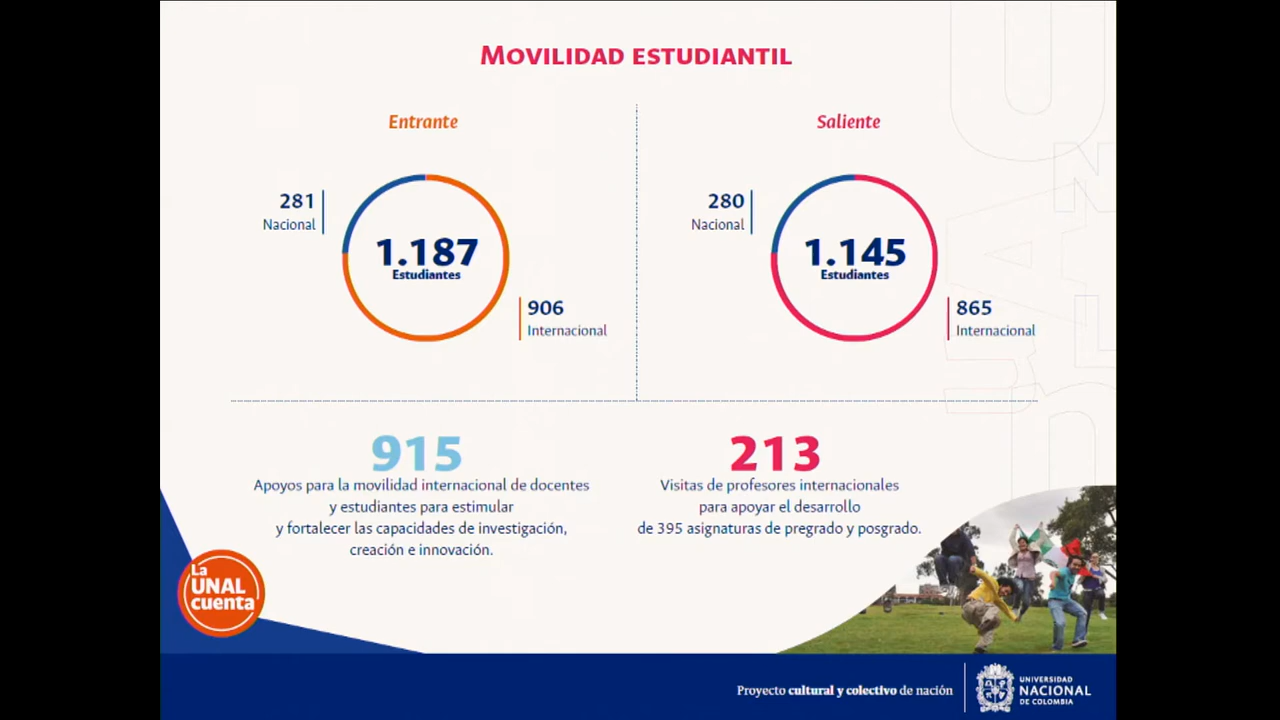 MOVILIDAD ESTUDIANTIL
Entrante
281
Nacional
1.187
Estudiantes
906
Internacional
Saliente
280
Nacional
1.145
Estudiantes
865
Internacional
915
Apoyos para la movilidad internacional de docentes
y estudiantes para estimular
y fortalecer las capacidades de investigación,
creación e innovación.
213
Visitas de profesores internacionales
para apoyar el desarrollo
de 395 asignaturas de pregrado y posgrado.
La
UNAL
cuenta
Proyecto cultural y colectivo de nación
UNIVERSIDAD
NACIONAL
DE COLOMBIA